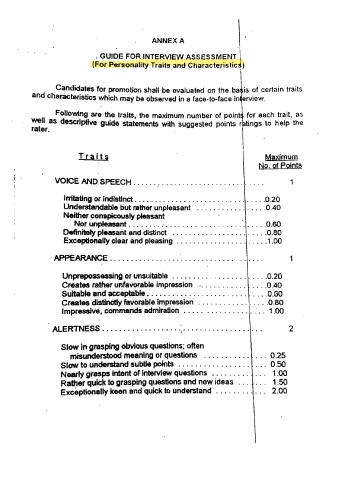 ANNEX A
GUIDE FOR INTERVIEW ASSESSMENT
(For Personality Traits and Characteristics)
Candidates for promotion shall be evaluated on the basis of certain traits
and characteristics which may be observed in a face-to-face interview.
Following are the traits, the maximum number of points for each trait, as
well as descriptive guide statements with suggested points ratings to help the
rater.
Traits Maximum
No. of Points
VOICE AND SPEECH . . . . . . . . . . . . . . . . . . . . . . . . . . 1
Irritating or indistinct . . . . . . . . . . . . . . . . . . . . . . . . . .0.20
Understandable but rather unpleasant . . . . . . . . . . . . . .0.40
Neither conspicously pleasant
Nor unpleasant . . . . . . . . . . . . . . . . . . . . . . . . .0.60
Definitely pleasant and distinct . . . . . . . . . . . . . . . . . . .0.80
Exceptionally clear and pleasing . . . . . . . . . . . . . . . . . .1.00
APPEARANCE . . . . . . . . . . . . . . . . . . . . . . . . . . . . . 1
Unprepossessing or unsuitable . . . . . . . . . . . . . . . . . .0.20
Creates rather unfavorable impression . . . . . . . . . . . . .0.40
Suitable and acceptable . . . . . . . . . . . . . . . . . . . . . . .0.60
Creates distinctly favorable impression . . . . . . . . . . . . 0.80
Impressive, commands admiration . . . . . . . . . . . . . . . 1.00
ALERTNESS . . . . . . . . . . . . . . . . . . . . . . . . . . . . . . 2
Slow in grasping obvious questions; often
misunderstood meaning or questions . . . . . . . . . . . . 0.25
Slow to understand subtle points . . . . . . . . . . . . . . . . . 0.50
Nearly grasps intent of interview questions . . . . . . . . . . 1.00
Rather quick to grasping questions and new ideas . . . . . . 1.50
Exceptionally keen and quick to understand . . . . . . . . . . 2.00